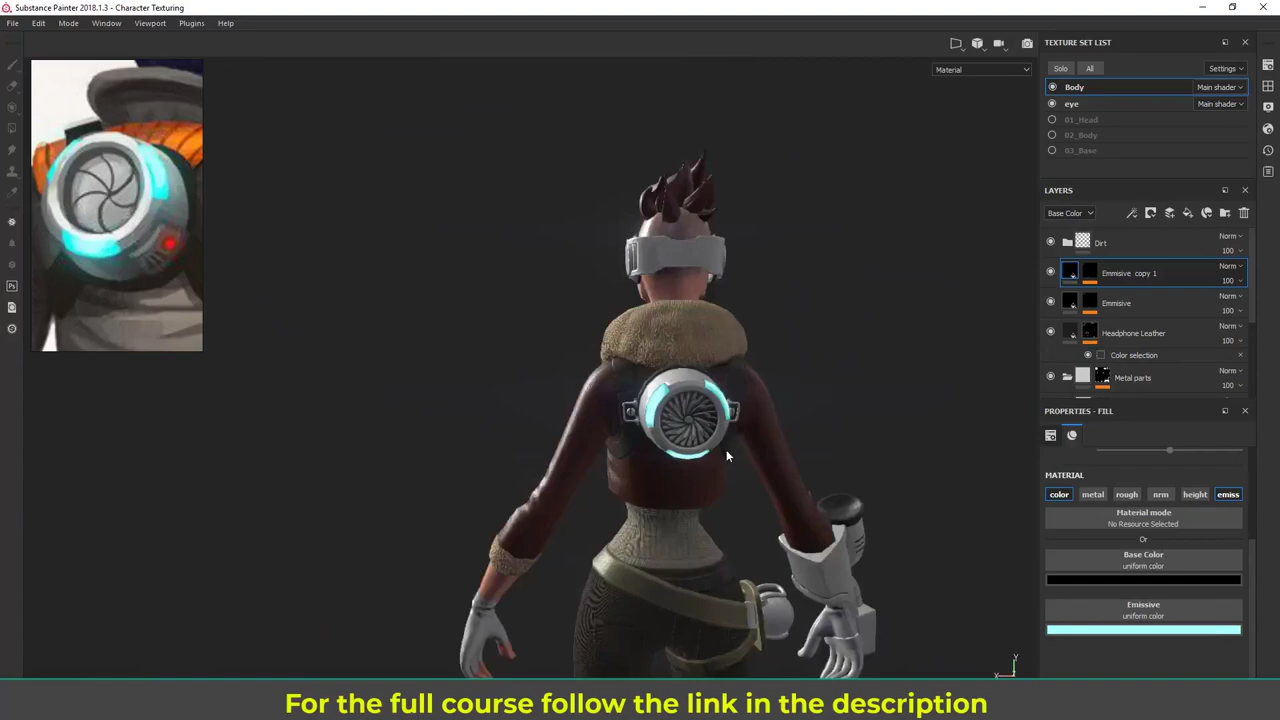 Substance Painter 2018.1.3 - Character Texturing
File Edit Mode Window Viewport Plugins Help
Material
TEXTURE SET LIST
Solo All Settings
Body Main shader
eye Main shader
01_Head
02_Body
03_Base
LAYERS
Base Color
Dirt Norm 100
Emmisive copy 1 Norm 100
Emmisive Norm 100
Headphone Leather Norm 100
Color selection
Metal parts Norm 100
PROPERTIES - FILL
MATERIAL
color metal rough nrm height emiss
Material mode
No Resource Selected
Or
Base Color
uniform color
Emissive
uniform color
Y
X
For the full course follow the link in the description